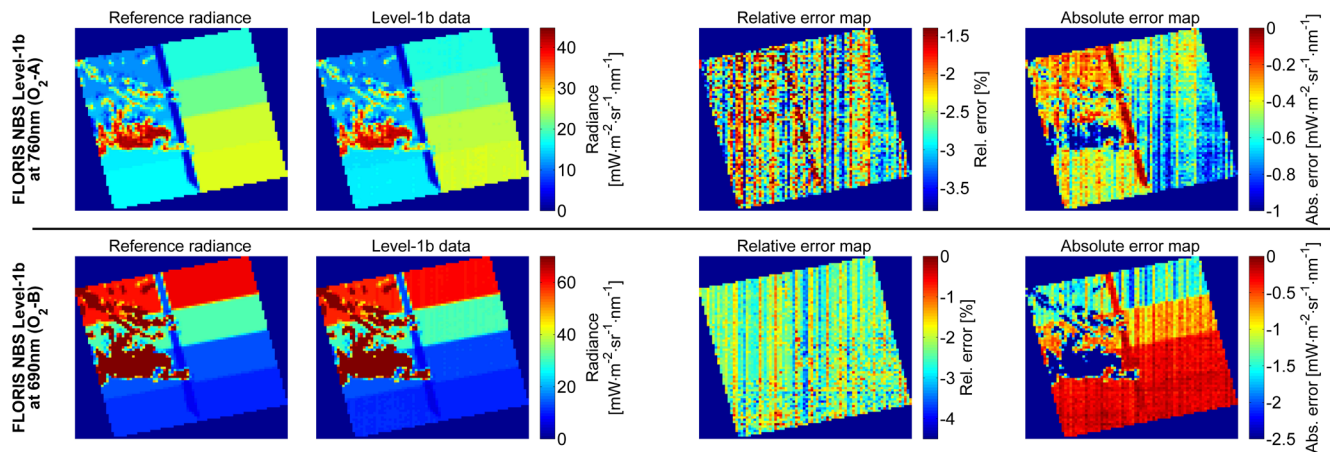 FLORIS NBS Level-1b
at 760nm (O2-A)
Reference radiance
Level-1b data
40
30
20
10
0
Radiance
[mW·m-2·sr-1·nm-1]
Relative error map
-1.5
-2.0
-2.5
-3.0
-3.5
Rel. error [%]
Absolute error map
0
-0.2
-0.4
-0.6
-0.8
-1
Abs. error [mW·m-2·sr-1·nm-1]
FLORIS NBS Level-1b
at 690nm (O2-B)
Reference radiance
Level-1b data
60
40
20
0
Radiance
[mW·m-2·sr-1·nm-1]
Relative error map
0
-1
-2
-3
-4
Rel. error [%]
Absolute error map
0
-0.5
-1.0
-1.5
-2.0
-2.5
Abs. error [mW·m-2·sr-1·nm-1]